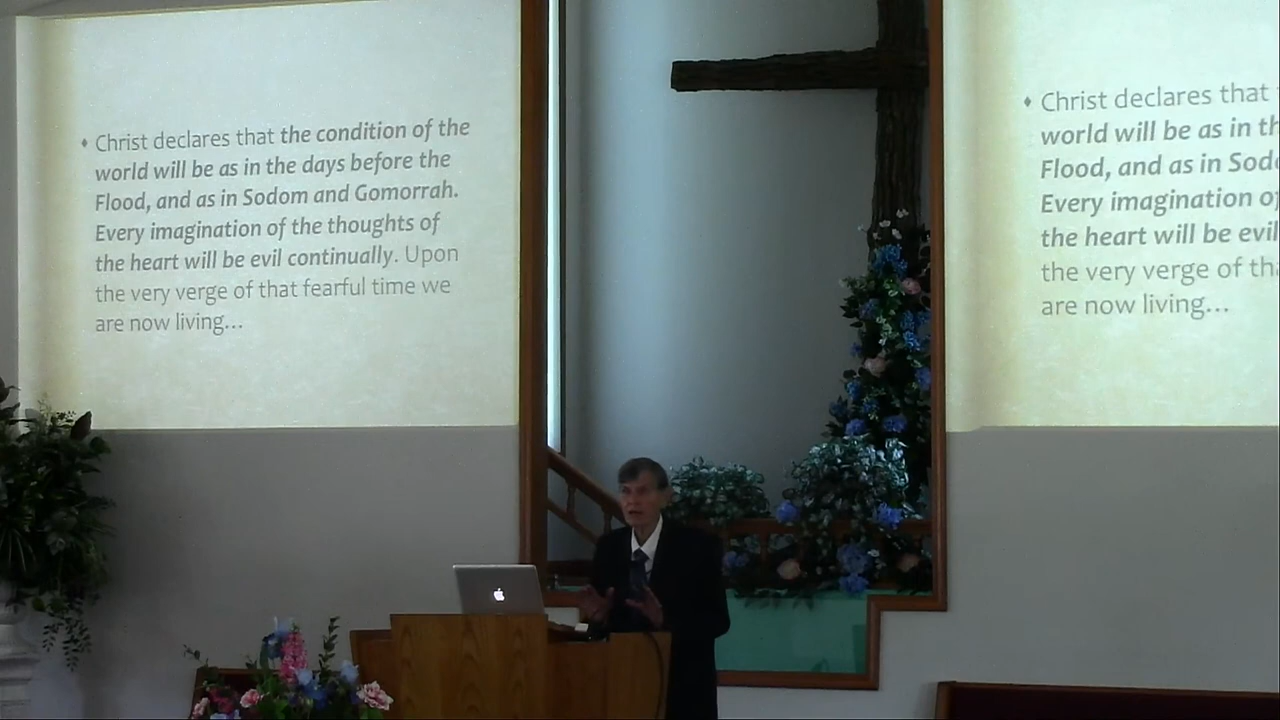 ♦ Christ declares that the condition of the
world will be as in the days before the
Flood, and as in Sodom and Gomorrah.
Every imagination of the thoughts of
the heart will be evil continually. Upon
the very verge of that fearful time we
are now living...
♦ Christ declares that
world will be as in
Flood, and as in
Every imagination
the heart will be evil
the very verge of
are now living...